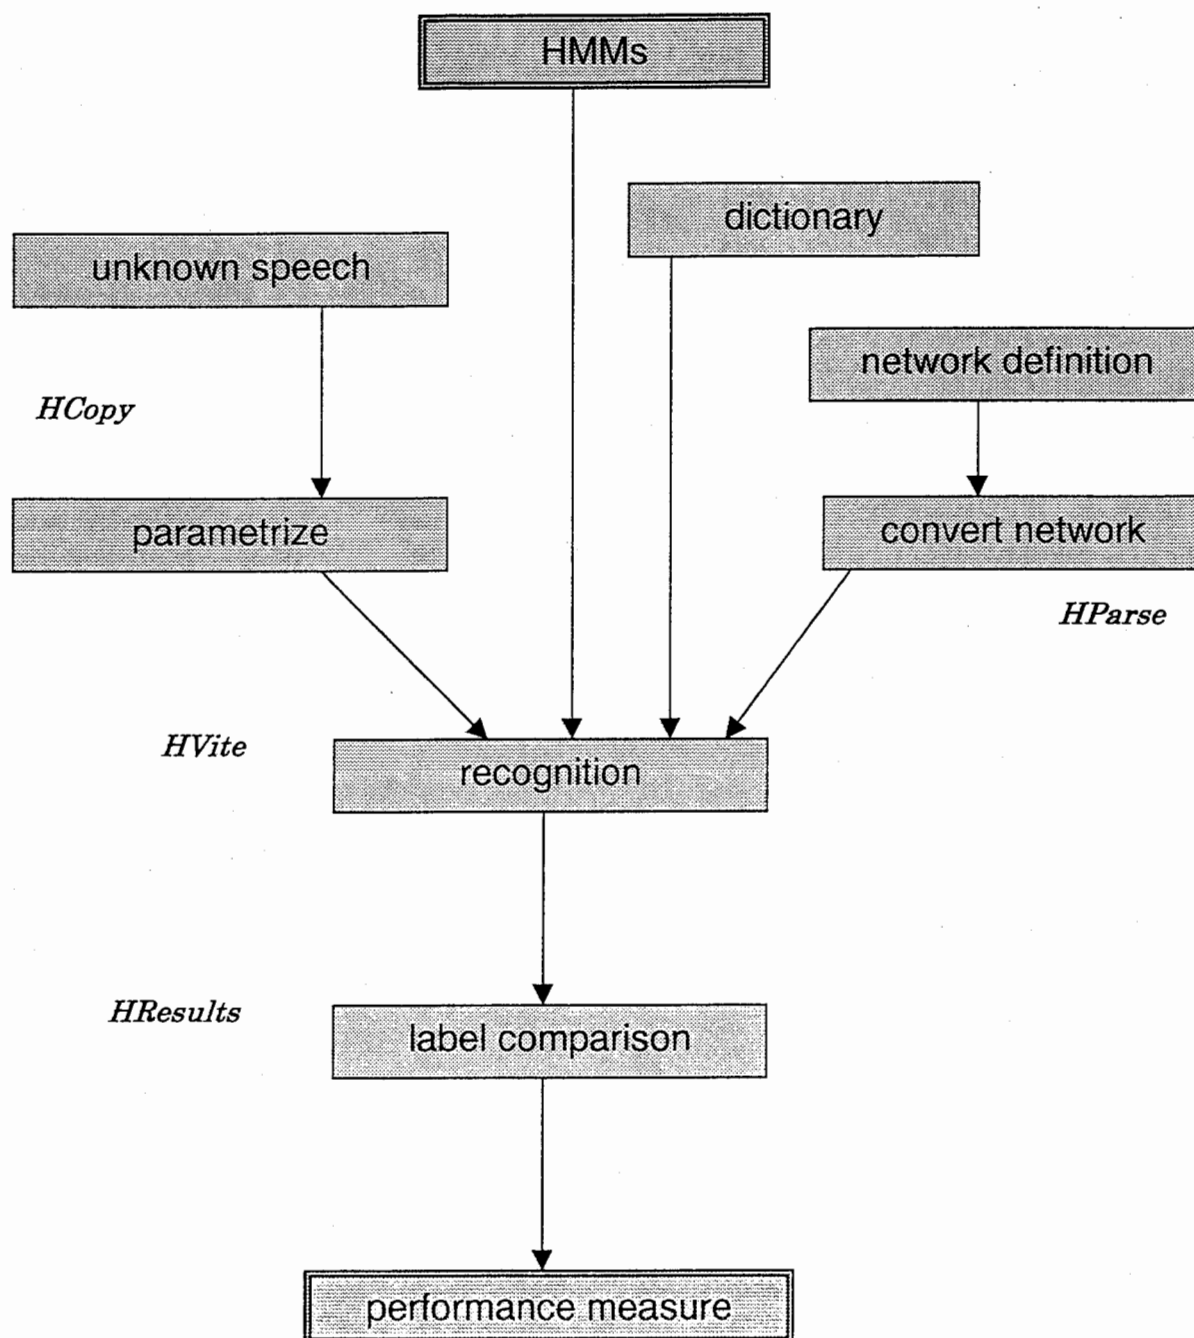 HMMs
dictionary
unknown speech
network definition
HCopy
parametrize
convert network
HParse
HVite
recognition
HResults
label comparison
performance measure